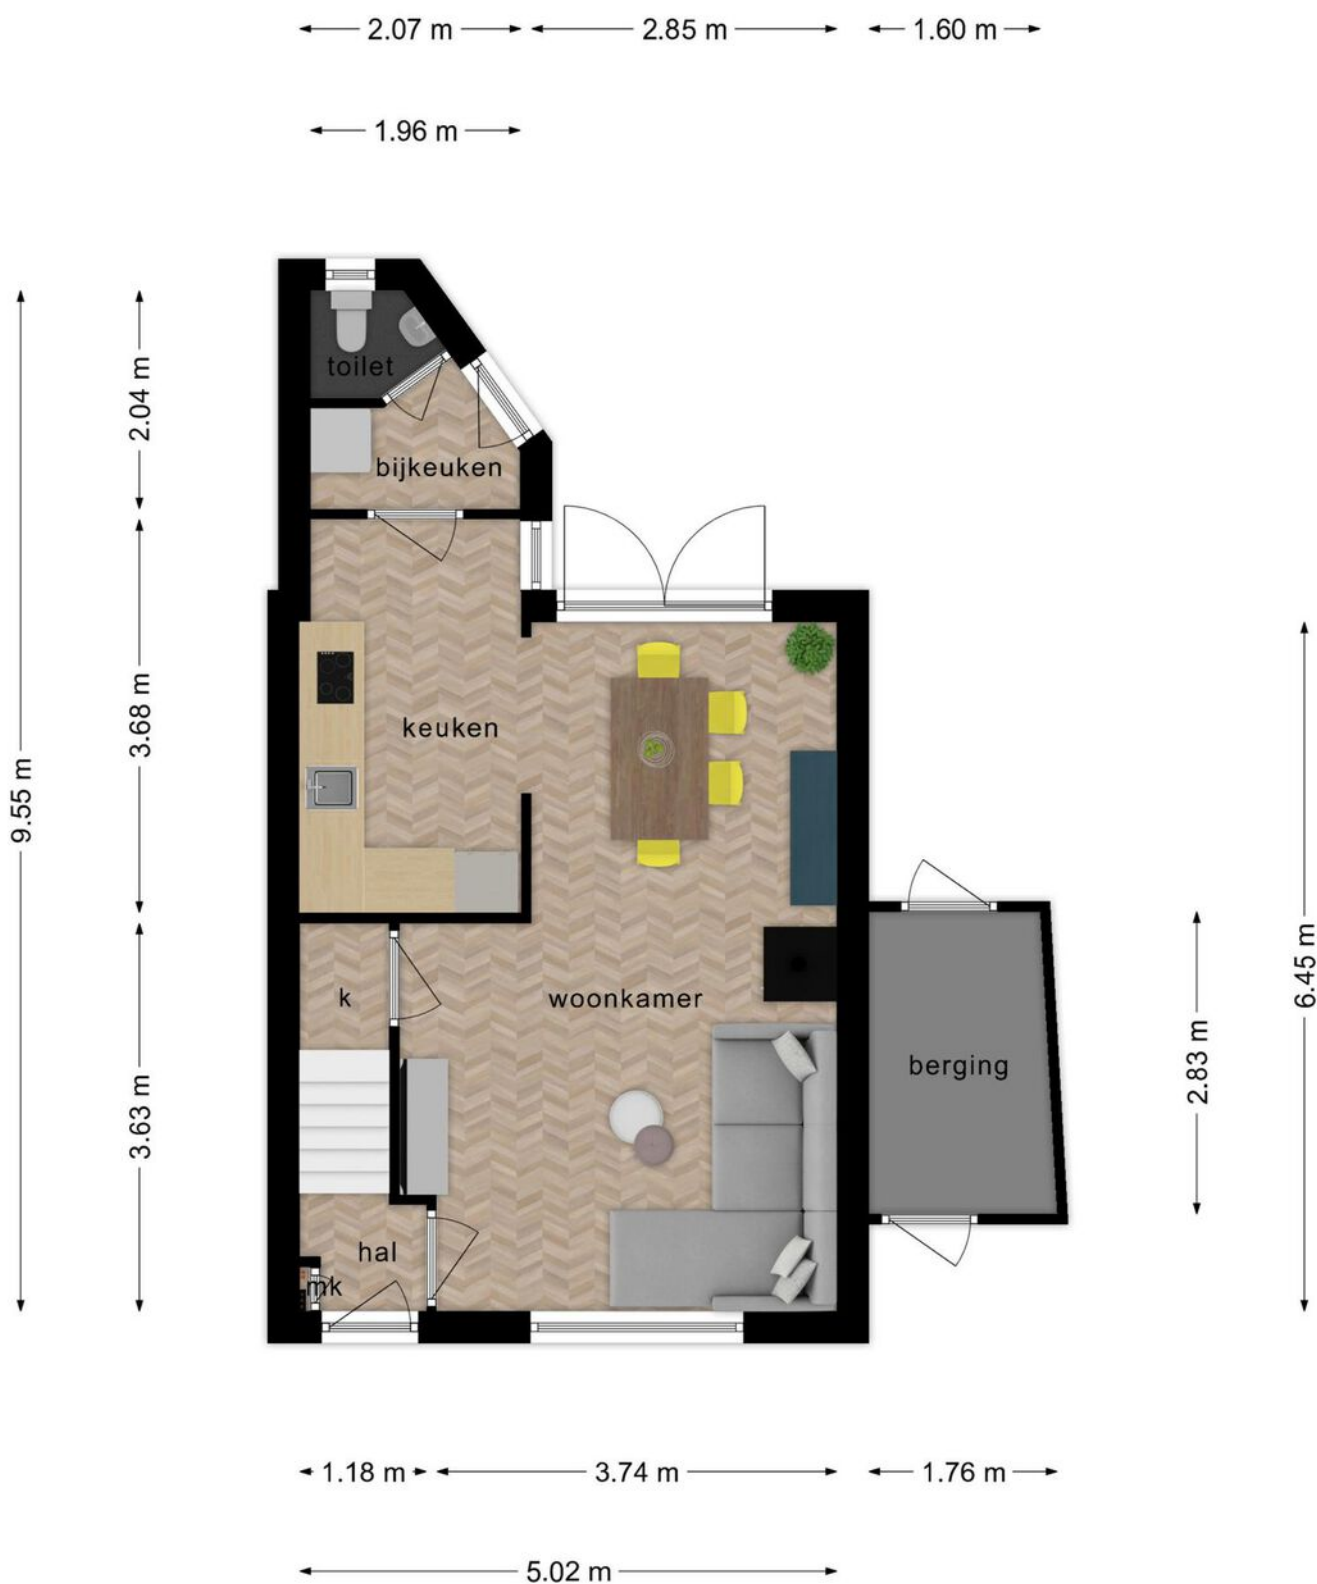 2.07 m
2.85 m
1.60 m
1.96 m
toilet
2.04 m
bijkeuken
3.68 m
keuken
9.55 m
6.45 m
k
woonkamer
berging
2.83 m
3.63 m
hal
mk
1.18 m
3.74 m
1.76 m
5.02 m